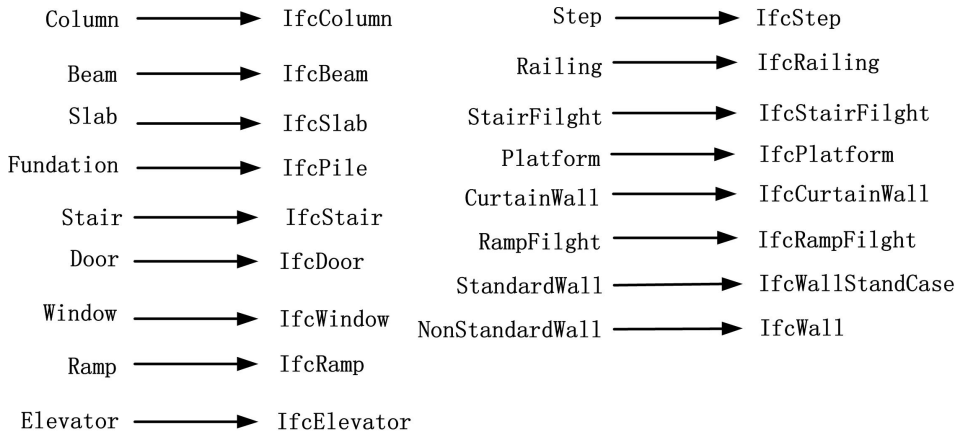 Column IfcColumn
Beam IfcBeam
Slab IfcSlab
Fundation IfcPile
Stair IfcStair
Door IfcDoor
Window IfcWindow
Ramp IfcRamp
Elevator IfcElevator
Step IfcStep
Railing IfcRailing
StairFilght IfcStairFilght
Platform IfcPlatform
CurtainWall IfcCurtainWall
RampFilght IfcRampFilght
StandardWall IfcWallStandCase
NonStandardWall IfcWall